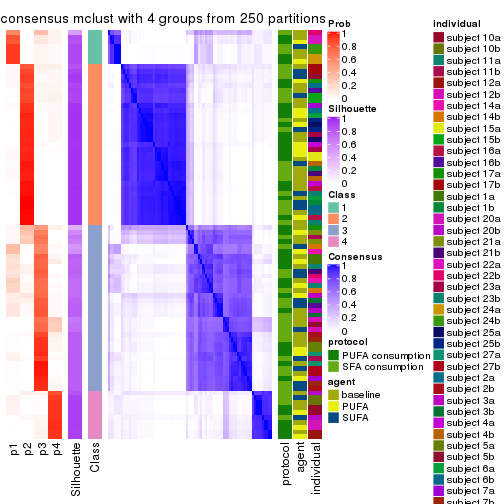 consensus mclust with 4 groups from 250 partitions
p1
p2
p3
p4
Silhouette
Class
protocol
agent
individual
Prob
1
0.8
0.6
0.4
0.2
0
Silhouette
1
0.8
0.6
0.4
0.2
0
Class
1
2
3
4
Consensus
1
0.8
0.6
0.4
0.2
0
protocol
PUFA consumption
SFA consumption
agent
baseline
PUFA
SUFA
individual
subject 10a
subject 10b
subject 11a
subject 11b
subject 12a
subject 12b
subject 14a
subject 14b
subject 15a
subject 15b
subject 16a
subject 16b
subject 17a
subject 17b
subject 1a
subject 1b
subject 20a
subject 20b
subject 21a
subject 21b
subject 22a
subject 22b
subject 23a
subject 23b
subject 24a
subject 24b
subject 25a
subject 25b
subject 27a
subject 27b
subject 2a
subject 2b
subject 3a
subject 3b
subject 4a
subject 4b
subject 5a
subject 5b
subject 6a
subject 6b
subject 7a
subject 7b